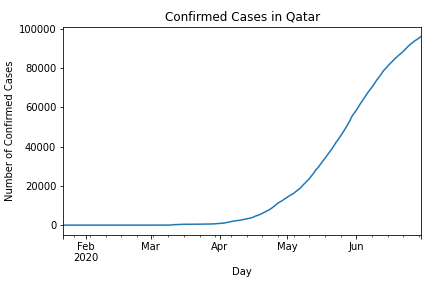 Confirmed Cases in Qatar
100000
80000
60000
40000
20000
0
Number of Confirmed Cases
Feb Mar Apr May Jun
2020
Day